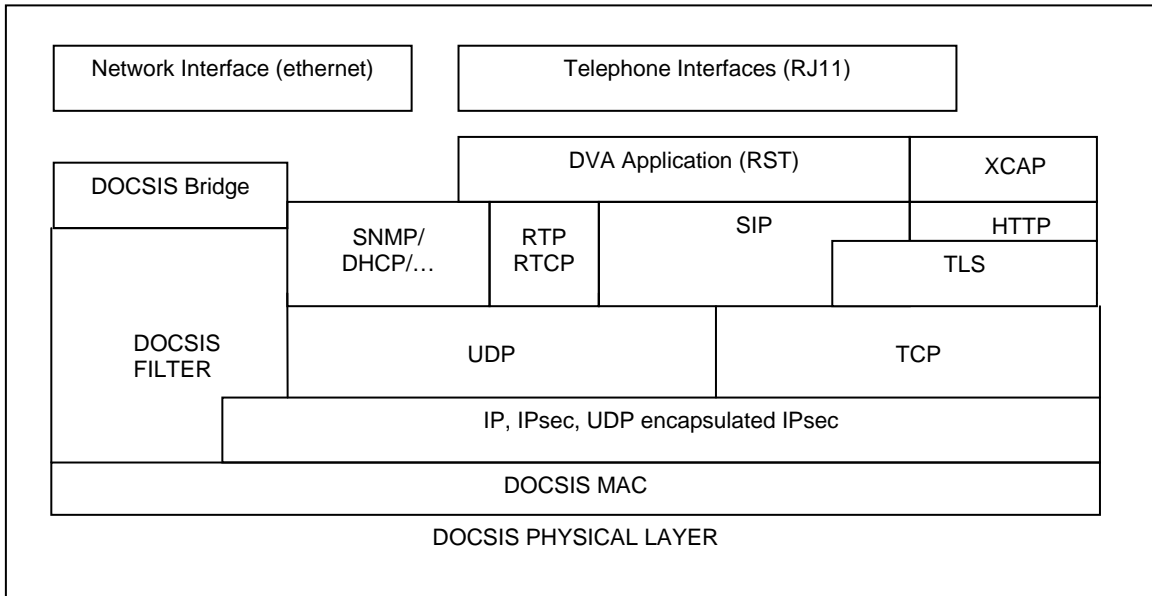 Network Interface (ethernet)
Telephone Interfaces (RJ11)
DVA Application (RST)
XCAP
DOCSIS Bridge
SNMP/
DHCP/…
RTP
RTCP
SIP
HTTP
TLS
DOCSIS
FILTER
UDP
TCP
IP, IPsec, UDP encapsulated IPsec
DOCSIS MAC
DOCSIS PHYSICAL LAYER